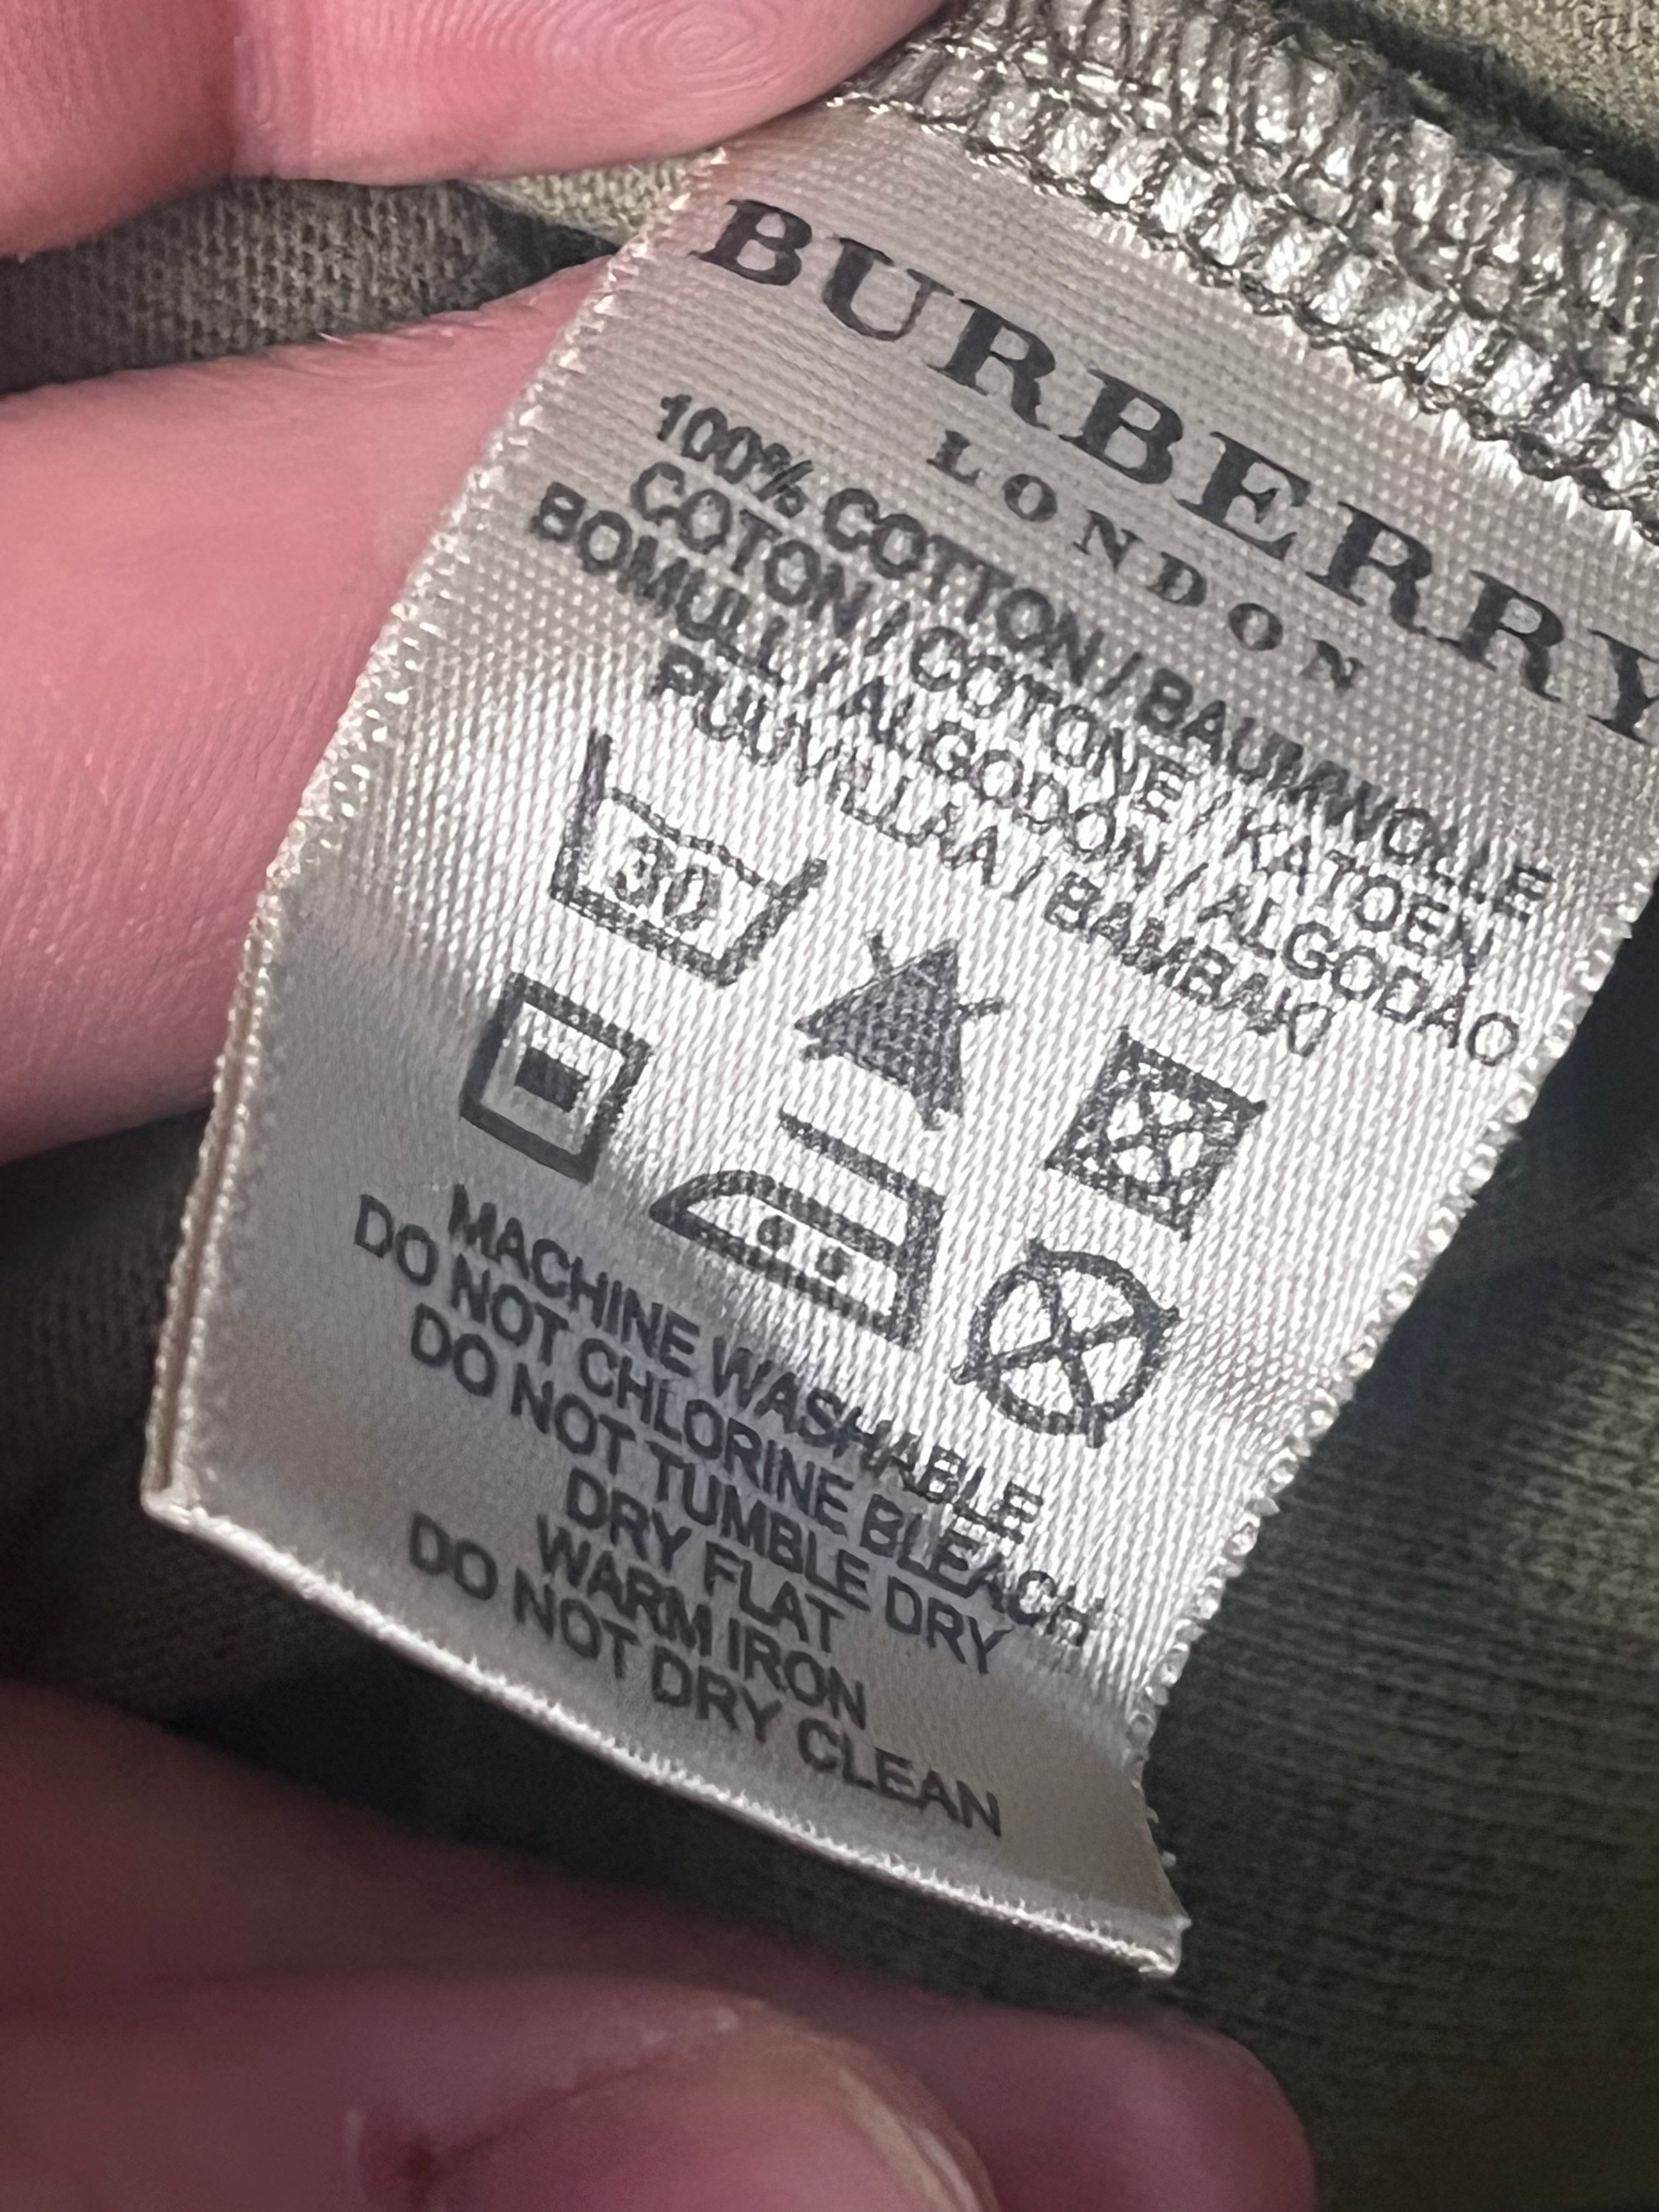 BURBERRY
LONDON
100% COTTON / BAUMWOLLE
COTON / COTONE / KATOEN
BOMULL / ALGODON / ALGODAO
PUUVILLAA / BAMBAKI
30
MACHINE WASHABLE
DO NOT CHLORINE BLEACH
DO NOT TUMBLE DRY
DRY FLAT
WARM IRON
DO NOT DRY CLEAN